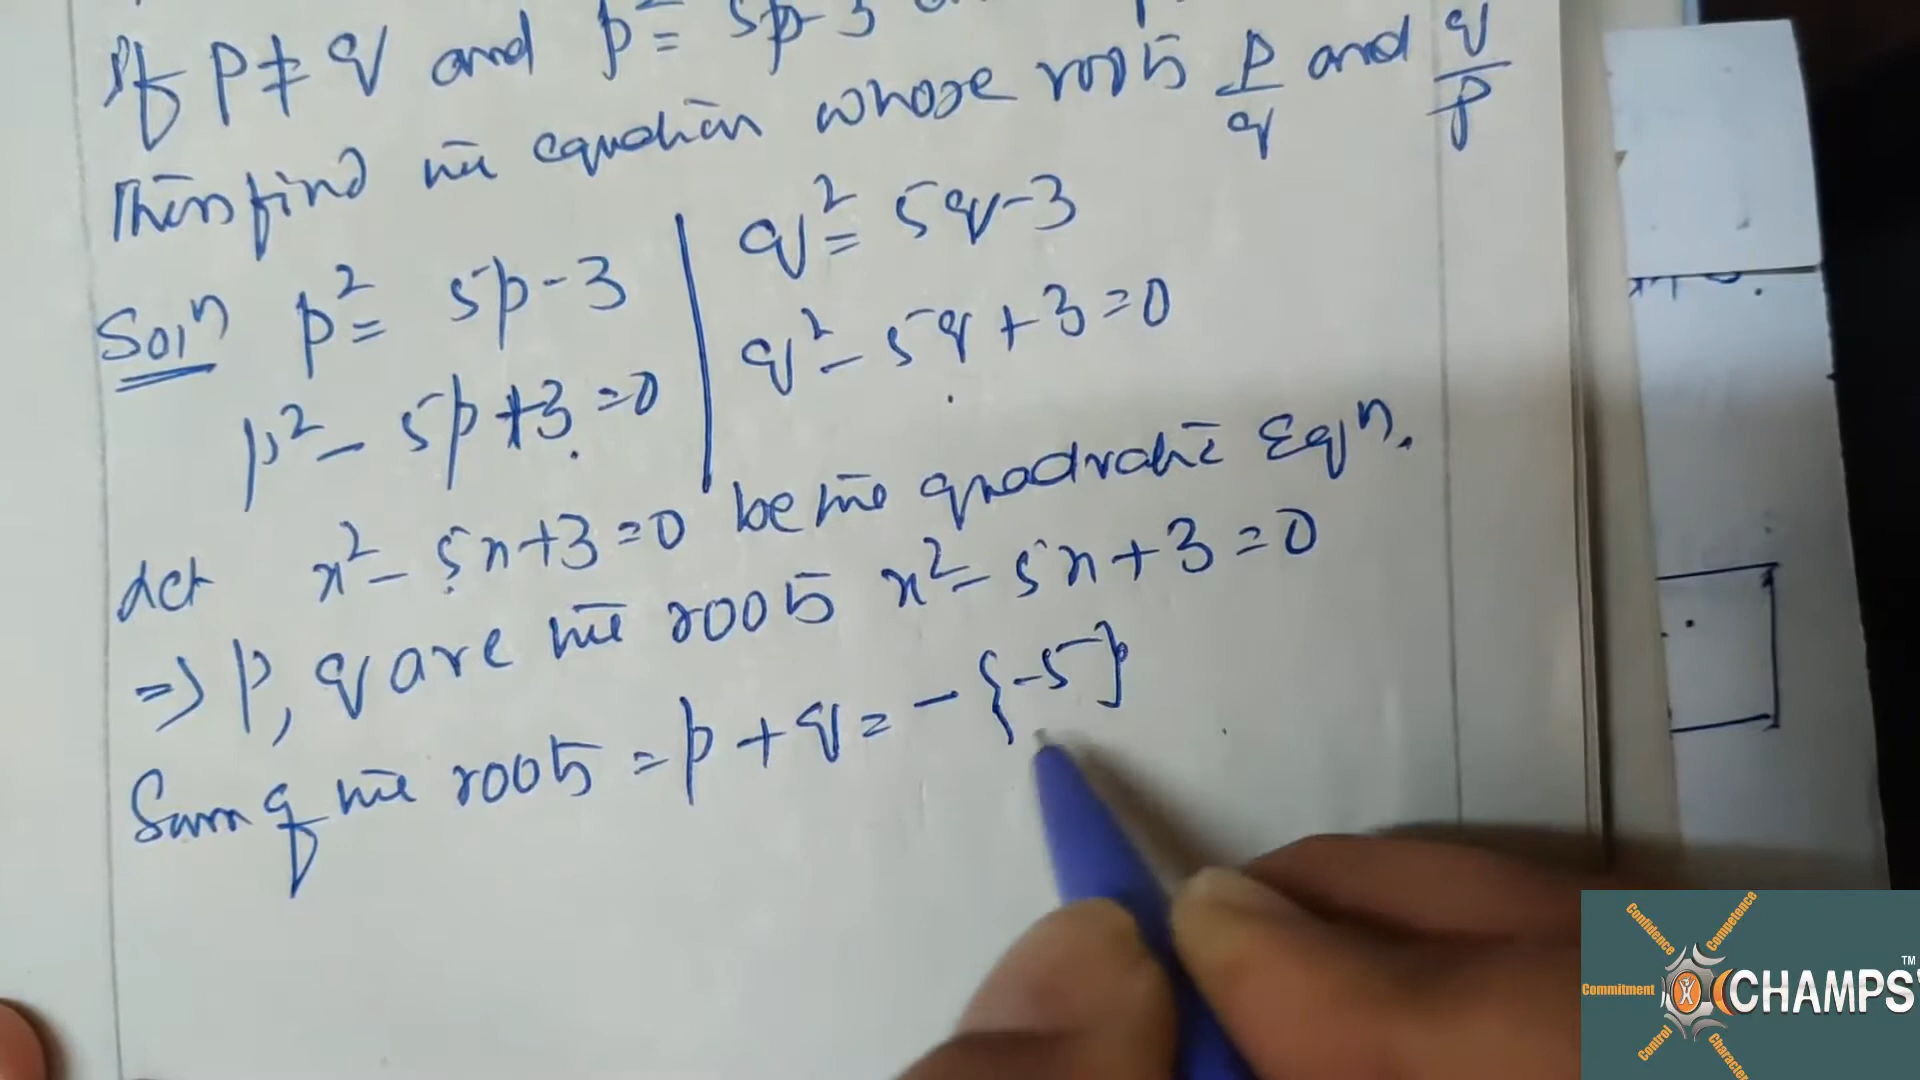 If p ≠ q and p² = 5p-3
Then find the equation whose roots p/q and q/p
Solⁿ p² = 5p-3 | q² = 5q-3
p² - 5p+3 = 0 | q² - 5q+3=0
Let x² - 5x+3 = 0 be the quadratic Eqⁿ.
⇒ p, q are the roots x² - 5x+3 = 0
Sum of the roots = p + q = - {-5}
Confidence
Competence
Commitment
CHAMPS
TM
Control
Character